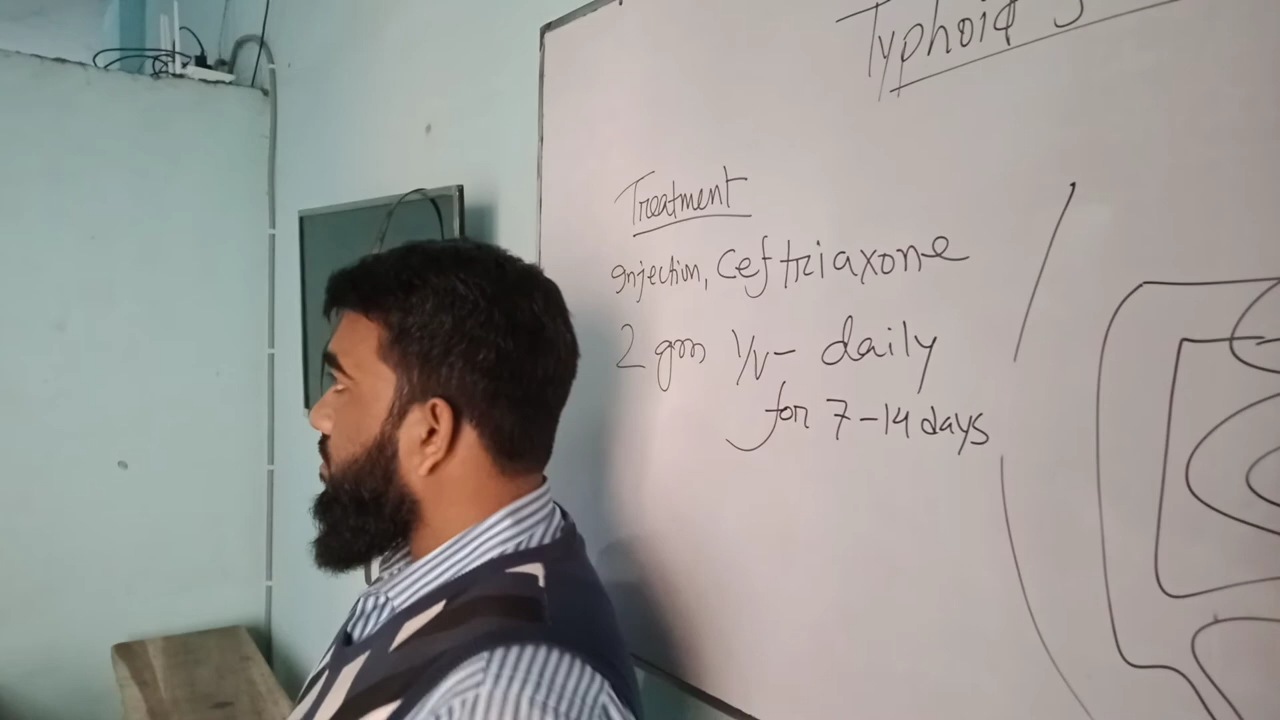 Typhoid
Treatment
Injection, Ceftriaxone
2 gm I/V- daily
for 7-14 days